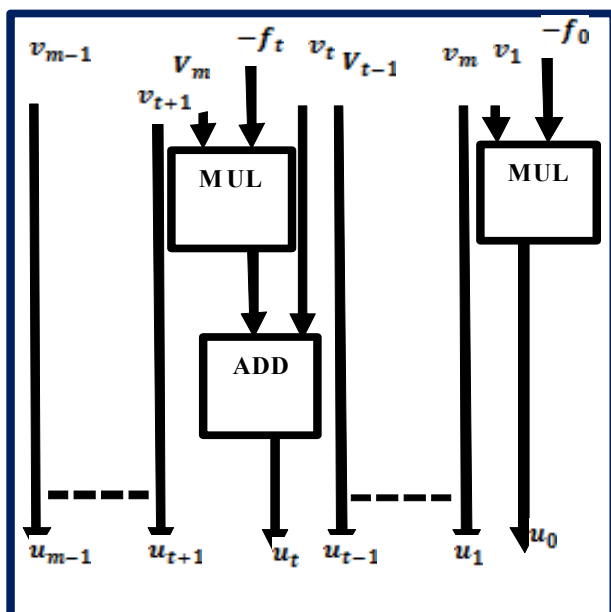 v_{m-1} V_m -f_t v_t V_{t-1} v_m v_1 -f_0
v_{t+1}
MUL MUL
ADD
u_{m-1} u_{t+1} u_t u_{t-1} u_1 u_0